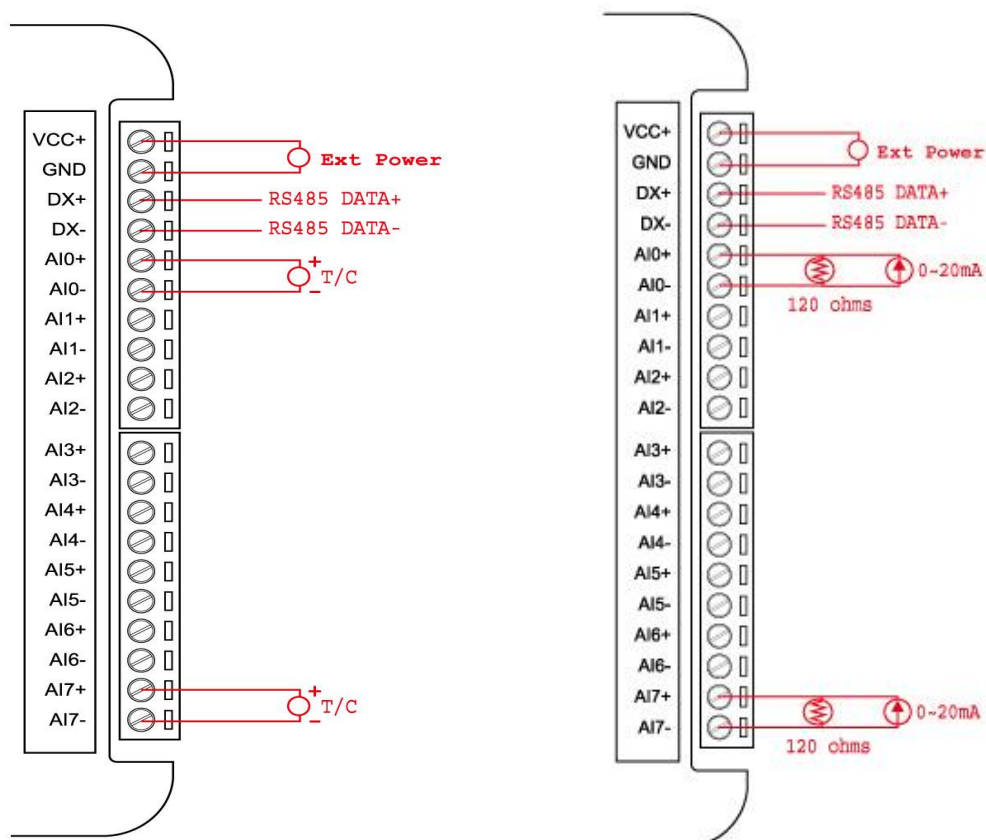 VCC+
GND
DX+
DX-
AI0+
AI0-
AI1+
AI1-
AI2+
AI2-
AI3+
AI3-
AI4+
AI4-
AI5+
AI5-
AI6+
AI6-
AI7+
AI7-
Ext Power
RS485 DATA+
RS485 DATA-
+
T/C
-
+
T/C
-
VCC+
GND
DX+
DX-
AI0+
AI0-
AI1+
AI1-
AI2+
AI2-
AI3+
AI3-
AI4+
AI4-
AI5+
AI5-
AI6+
AI6-
AI7+
AI7-
Ext Power
RS485 DATA+
RS485 DATA-
0~20mA
120 ohms
0~20mA
120 ohms